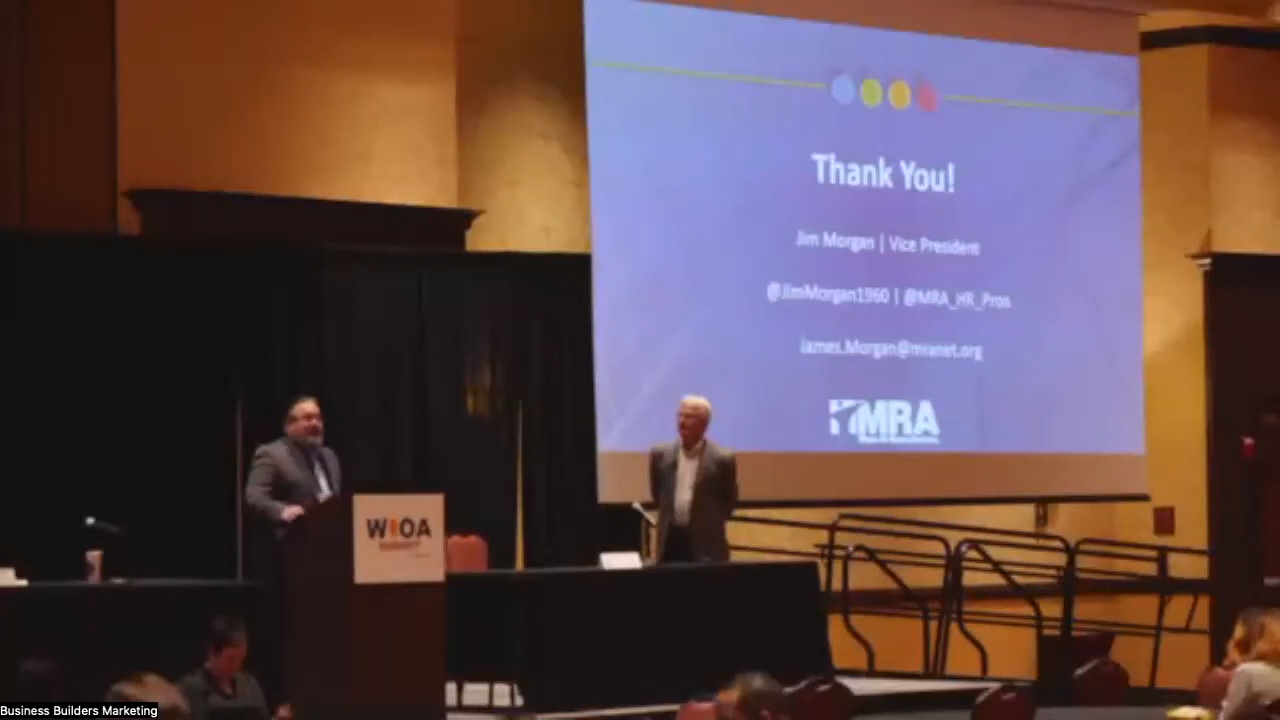 Thank You!
Jim Morgan | Vice President
@JimMorgan1960 | @MRA_HR_Pros
James.Morgan@mranet.org
MRA
WIOA
Business Builders Marketing